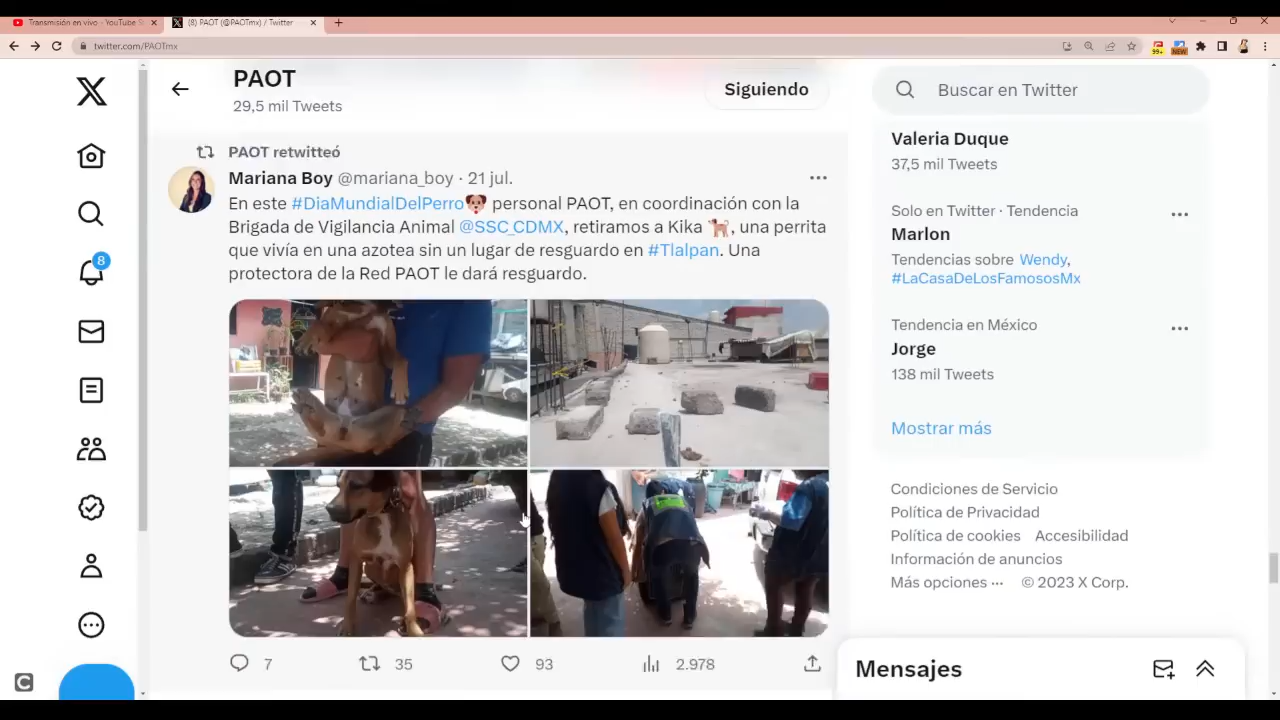 Transmisión en vivo - YouTube S
(8) PAOT (@PAOTmx) / Twitter
twitter.com/PAOTmx
99+
NEW
PAOT
29,5 mil Tweets
Siguiendo
Buscar en Twitter
8
PAOT retwitteó
Mariana Boy @mariana_boy · 21 jul.
En este #DiaMundialDelPerro🐶 personal PAOT, en coordinación con la
Brigada de Vigilancia Animal @SSC_CDMX, retiramos a Kika 🐕, una perrita
que vivía en una azotea sin un lugar de resguardo en #Tlalpan. Una
protectora de la Red PAOT le dará resguardo.
7
35
93
2.978
Valeria Duque
37,5 mil Tweets
Solo en Twitter · Tendencia
Marlon
Tendencias sobre Wendy,
#LaCasaDeLosFamososMx
Tendencia en México
Jorge
138 mil Tweets
Mostrar más
Condiciones de Servicio
Política de Privacidad
Política de cookies Accesibilidad
Información de anuncios
Más opciones ··· © 2023 X Corp.
Mensajes